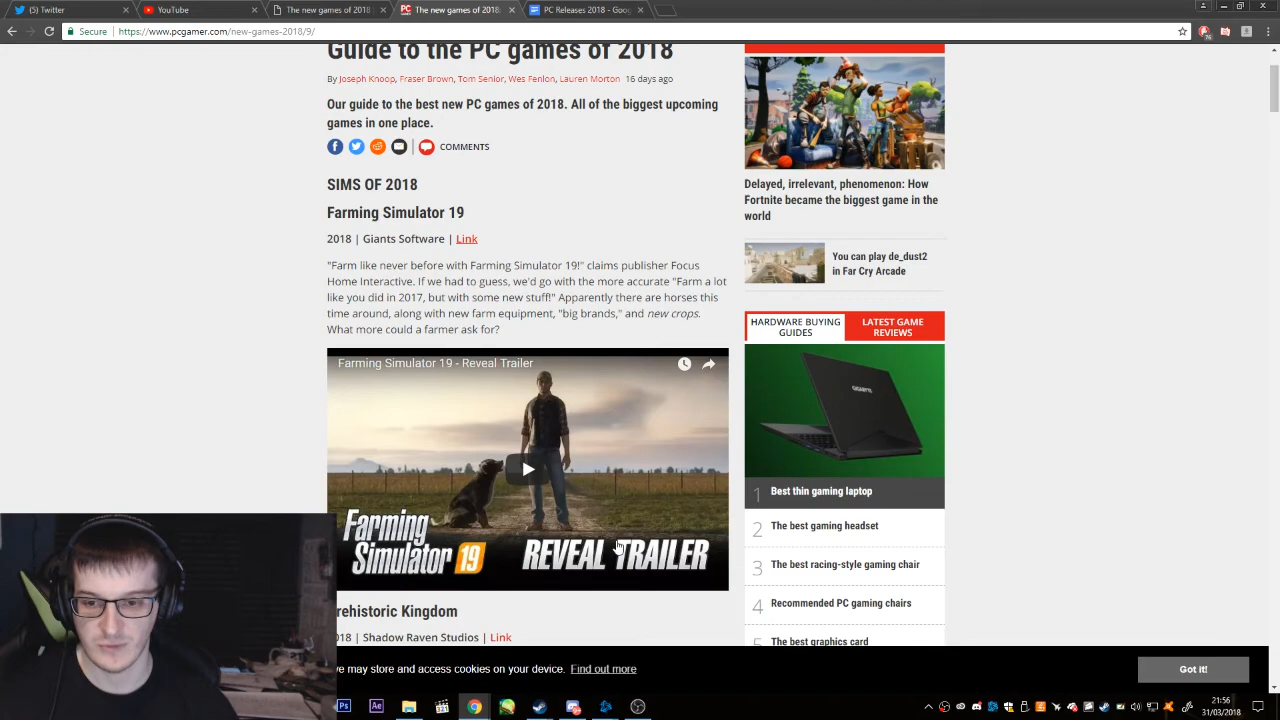 (5) Twitter
YouTube
The new games of 2018
The new games of 2018:
PC Releases 2018 - Goog
Secure
https://www.pcgamer.com/new-games-2018/9/
Guide to the PC games of 2018
By Joseph Knoop, Fraser Brown, Tom Senior, Wes Fenlon, Lauren Morton 16 days ago
Our guide to the best new PC games of 2018. All of the biggest upcoming
games in one place.
COMMENTS
SIMS OF 2018
Farming Simulator 19
2018 | Giants Software | Link
"Farm like never before with Farming Simulator 19!" claims publisher Focus
Home Interactive. If we had to guess, we'd go with the more accurate "Farm a lot
like you did in 2017, but with some new stuff!" Apparently there are horses this
time around, along with new farm equipment, "big brands," and new crops.
What more could a farmer ask for?
Farming Simulator 19 - Reveal Trailer
Farming
Simulator 19
REVEAL TRAILER
rehistoric Kingdom
018 | Shadow Raven Studios | Link
Delayed, irrelevant, phenomenon: How
Fortnite became the biggest game in the
world
You can play de_dust2
in Far Cry Arcade
HARDWARE BUYING
GUIDES
LATEST GAME
REVIEWS
GIGABYTE
1 Best thin gaming laptop
2 The best gaming headset
3 The best racing-style gaming chair
4 Recommended PC gaming chairs
5 The best graphics card
we may store and access cookies on your device. Find out more
Got it!
Ps
Ae
21:56
31/03/2018